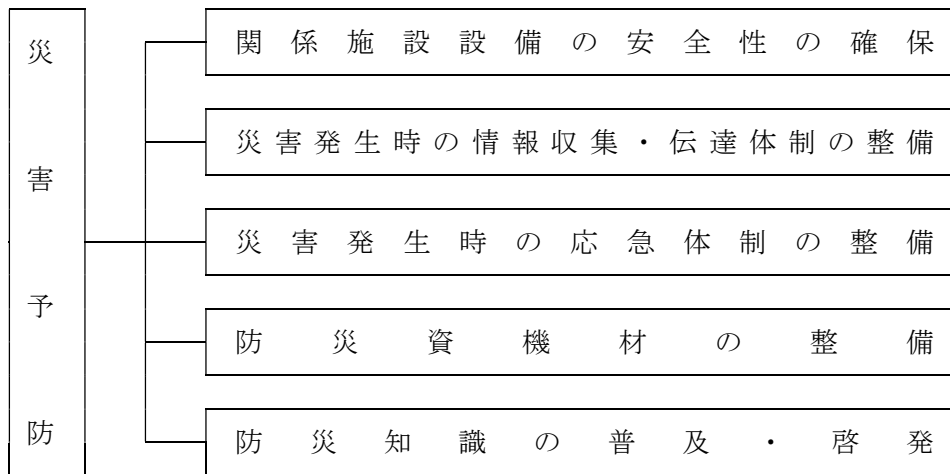 災害予防
関係施設設備の安全性の確保
災害発生時の情報収集・伝達体制の整備
災害発生時の応急体制の整備
防災資機材の整備
防災知識の普及・啓発